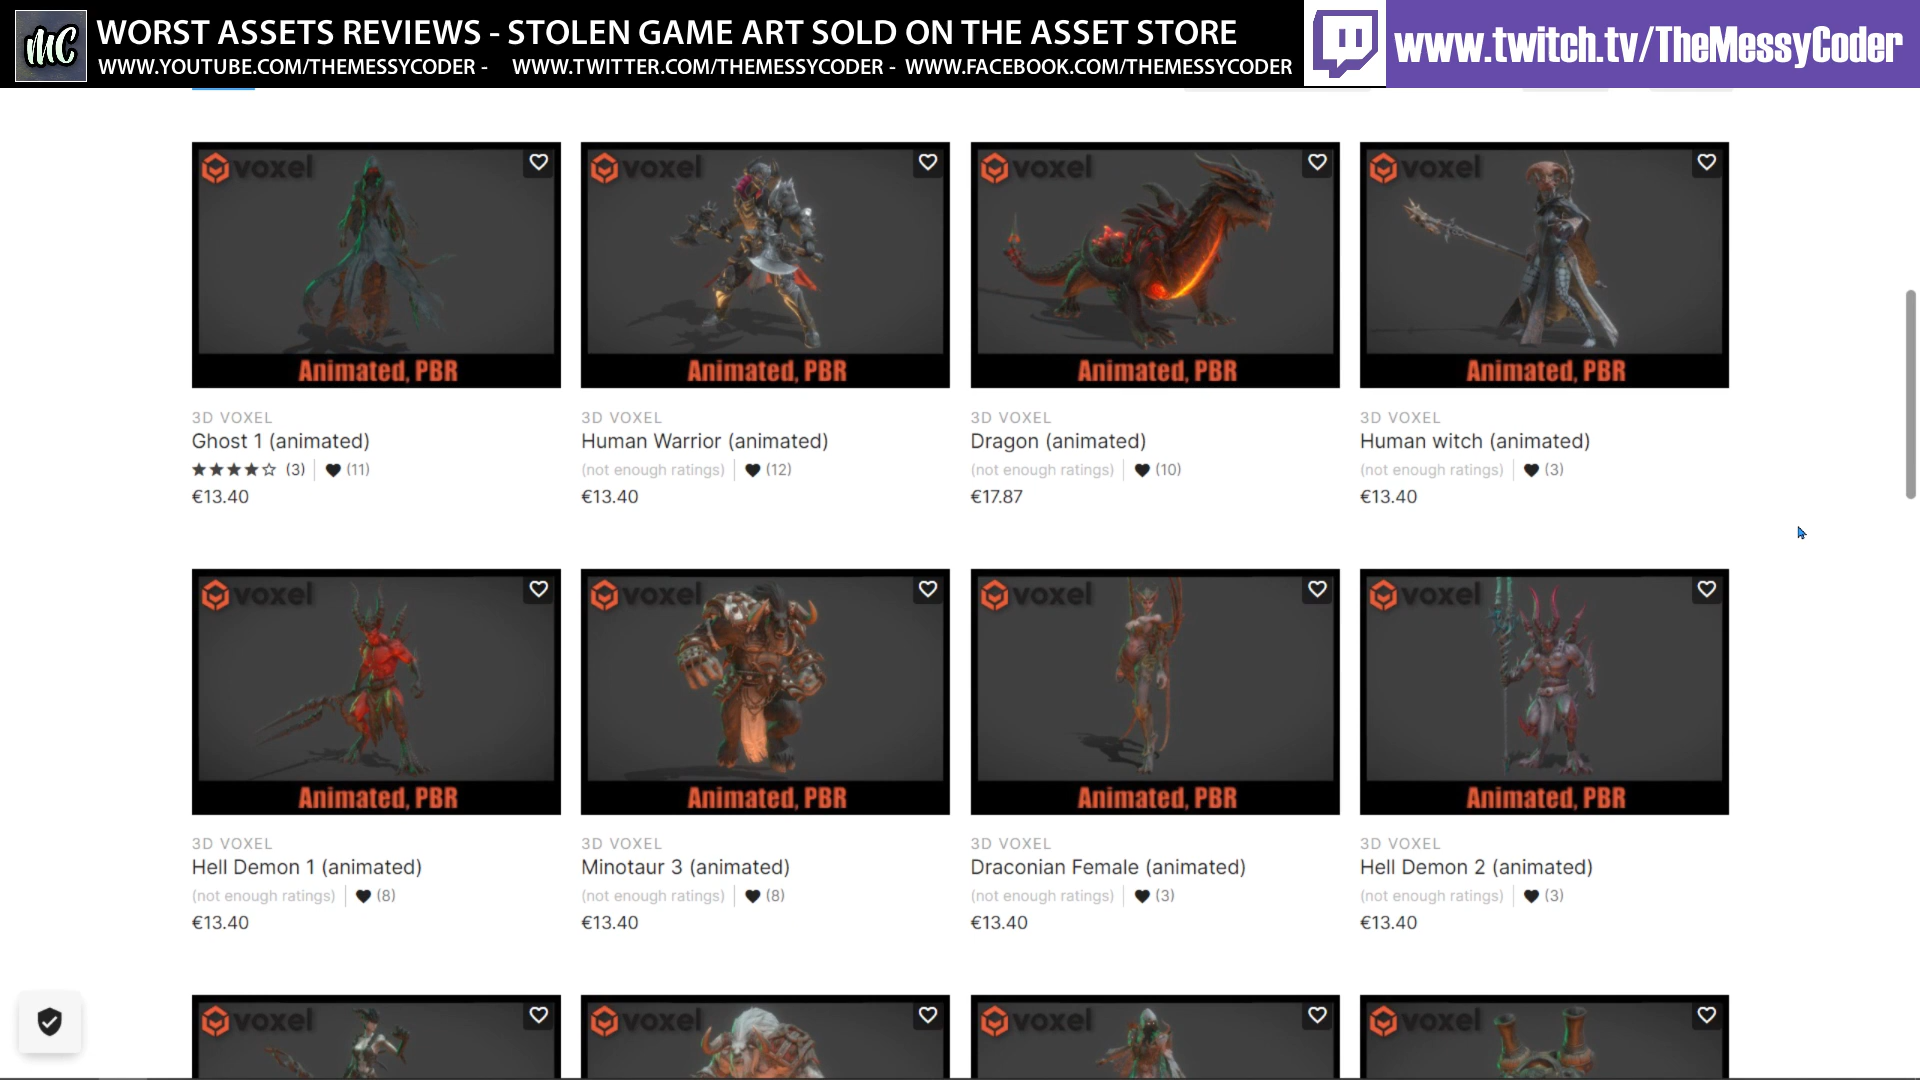 MC
WORST ASSETS REVIEWS - STOLEN GAME ART SOLD ON THE ASSET STORE
WWW.YOUTUBE.COM/THEMESSYCODER - WWW.TWITTER.COM/THEMESSYCODER - WWW.FACEBOOK.COM/THEMESSYCODER
www.twitch.tv/TheMessyCoder
voxel voxel voxel voxel
Animated, PBR Animated, PBR Animated, PBR Animated, PBR
3D VOXEL 3D VOXEL 3D VOXEL 3D VOXEL
Ghost 1 (animated) Human Warrior (animated) Dragon (animated) Human witch (animated)
(3) (11) (not enough ratings) (12) (not enough ratings) (10) (not enough ratings) (3)
€13.40 €13.40 €17.87 €13.40
voxel voxel voxel voxel
Animated, PBR Animated, PBR Animated, PBR Animated, PBR
3D VOXEL 3D VOXEL 3D VOXEL 3D VOXEL
Hell Demon 1 (animated) Minotaur 3 (animated) Draconian Female (animated) Hell Demon 2 (animated)
(not enough ratings) (8) (not enough ratings) (8) (not enough ratings) (3) (not enough ratings) (3)
€13.40 €13.40 €13.40 €13.40
voxel voxel voxel voxel